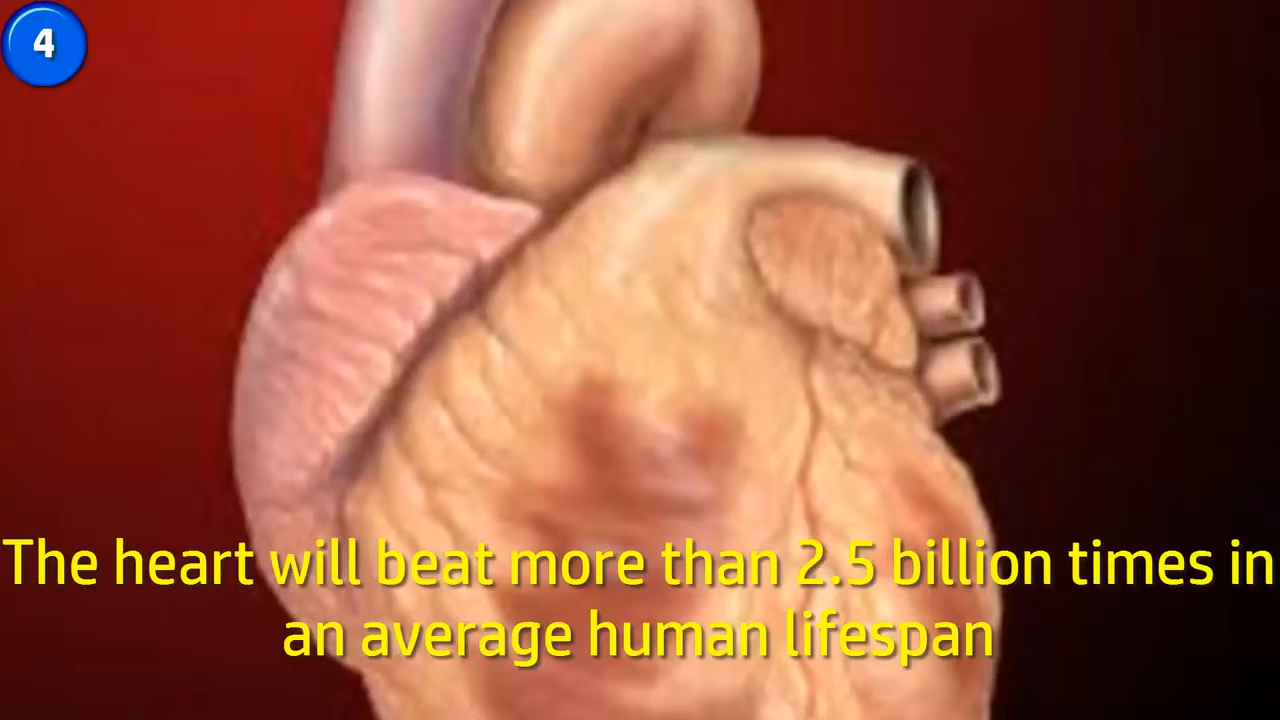 4
The heart will beat more than 2.5 billion times in
an average human lifespan